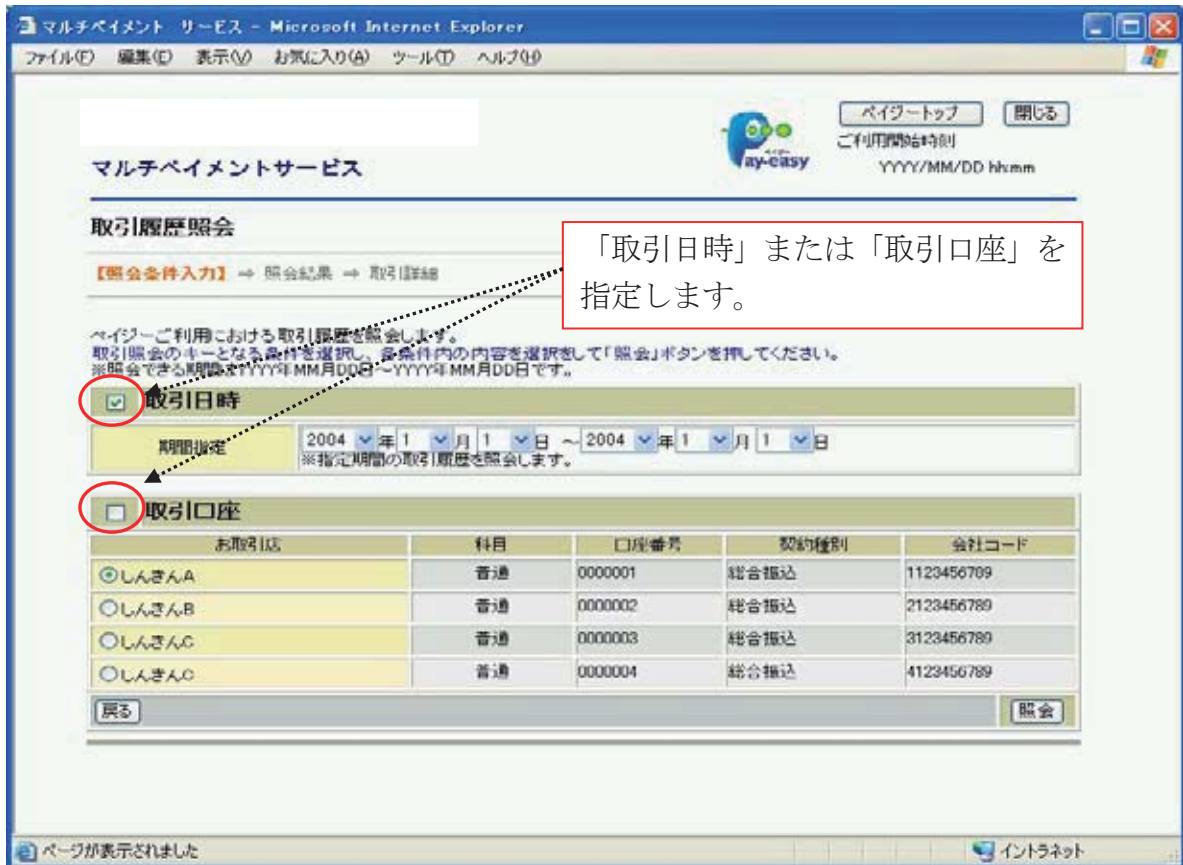 マルチペイメント サービス - Microsoft Internet Explorer
ファイル(F) 編集(E) 表示(V) お気に入り(A) ツール(T) ヘルプ(H)
ペイジートップ 閉じる
Pay-easy
ペイジー
ご利用開始時刻
YYYY/MM/DD hh:mm
マルチペイメントサービス
取引履歴照会
「取引日時」または「取引口座」を
指定します。
【照会条件入力】 ⇒ 照会結果 ⇒ 取引詳細
ペイジーご利用における取引履歴を照会します。
取引照会のキーとなる条件を選択し、各条件内の内容を選択をして「照会」ボタンを押してください。
※照会できる期間はYYYY年MM月DD日～YYYY年MM月DD日です。
取引日時
期間指定 2004 年 1 月 1 日 ～ 2004 年 1 月 1 日
※指定期間の取引履歴を照会します。
取引口座
お取引店 科目 口座番号 契約種別 会社コード
しんきんA 普通 0000001 総合振込 1123456789
しんきんB 普通 0000002 総合振込 2123456789
しんきんC 普通 0000003 総合振込 3123456789
しんきんC 普通 0000004 総合振込 4123456789
戻る 照会
ページが表示されました イントラネット